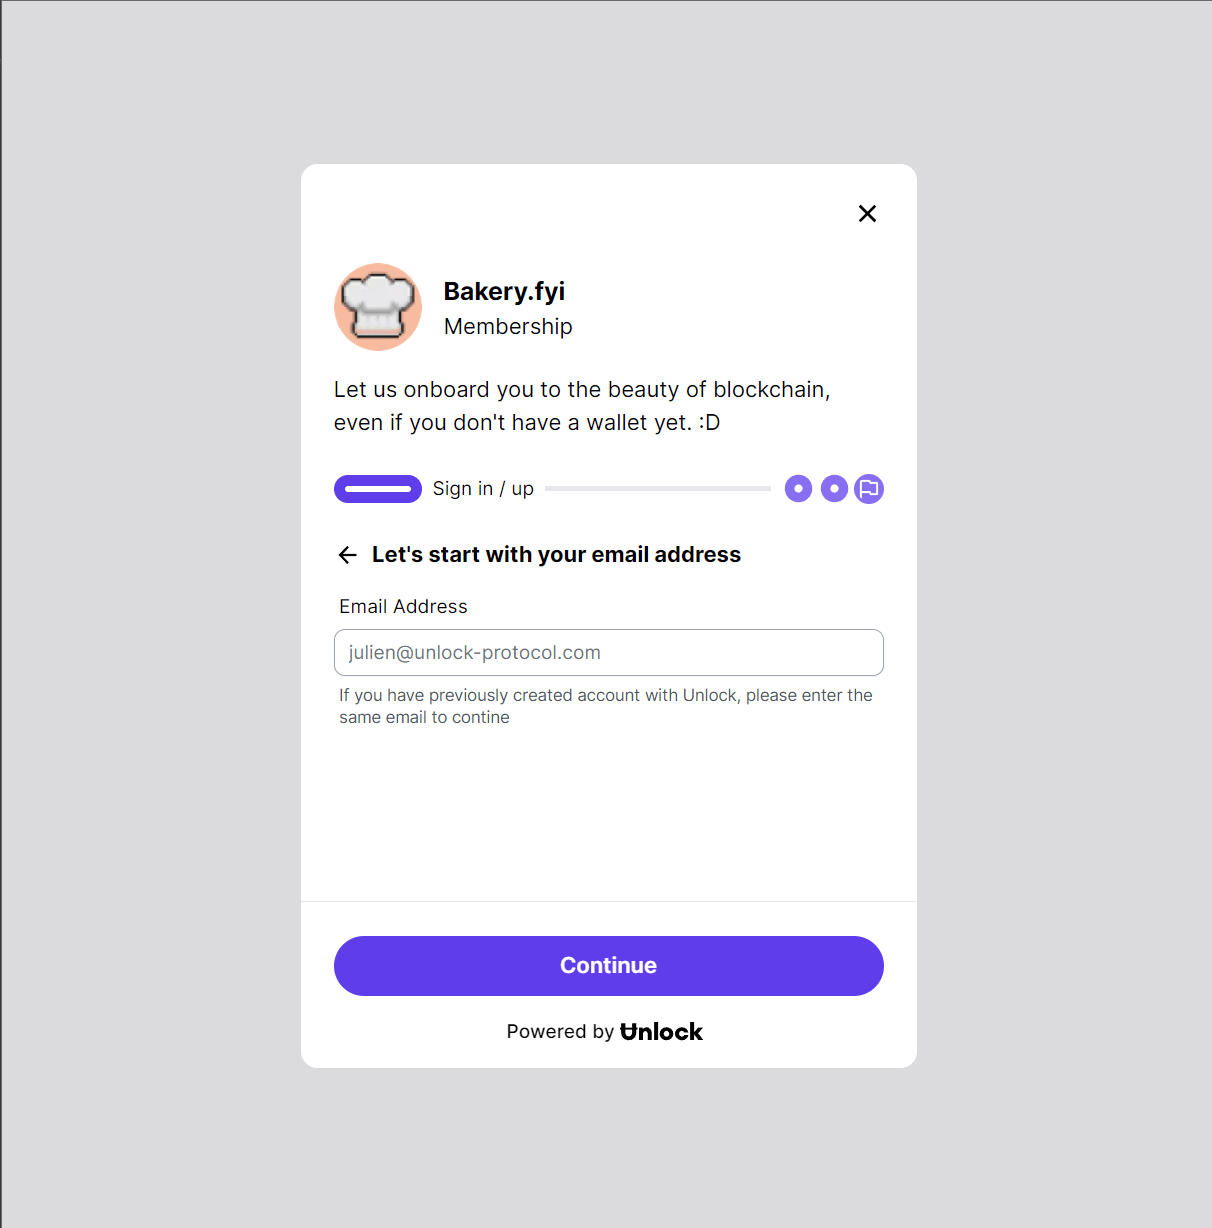 Bakery.fyi
Membership
Let us onboard you to the beauty of blockchain,
even if you don't have a wallet yet. :D
Sign in / up
Let's start with your email address
Email Address
julien@unlock-protocol.com
If you have previously created account with Unlock, please enter the
same email to contine
Continue
Powered by Unlock